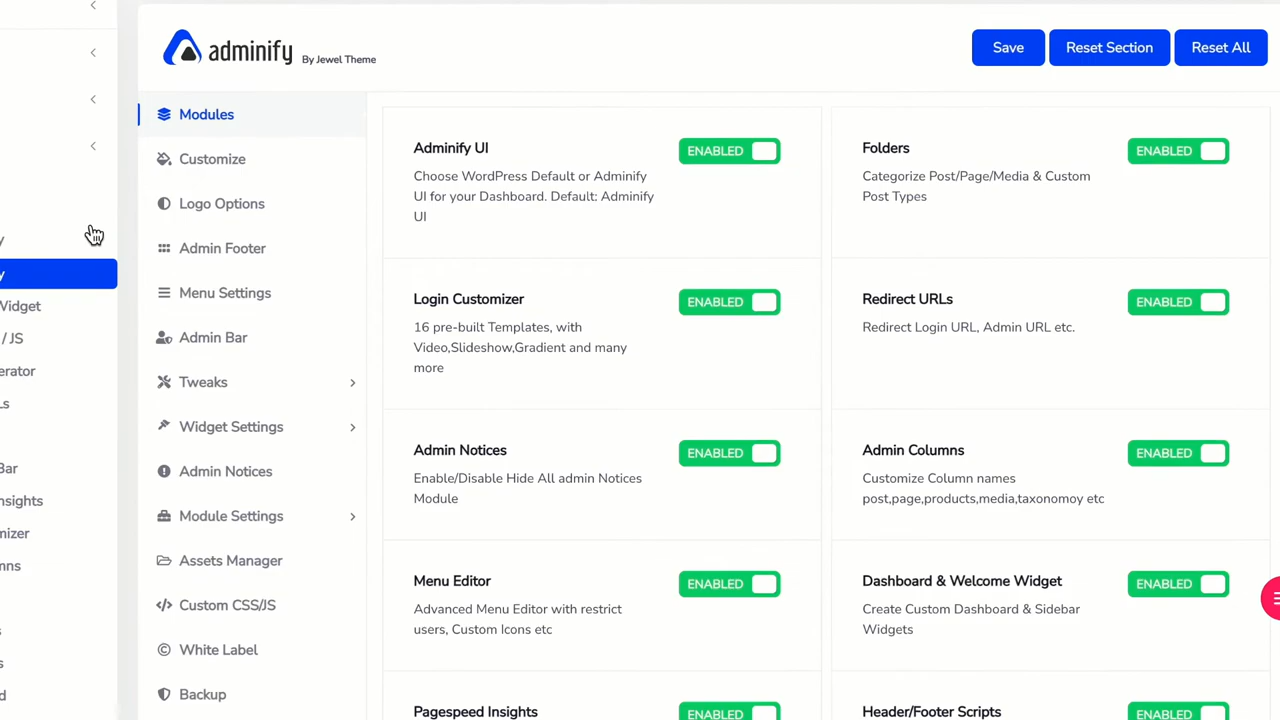 adminify By Jewel Theme
Save
Reset Section
Reset All
Widget
/ JS
erator
Ls
Bar
nsights
mizer
mns
Modules
Customize
Logo Options
Admin Footer
Menu Settings
Admin Bar
Tweaks
Widget Settings
Admin Notices
Module Settings
Assets Manager
Custom CSS/JS
White Label
Backup
Adminify UI
ENABLED
Choose WordPress Default or Adminify
UI for your Dashboard. Default: Adminify
UI
Folders
ENABLED
Categorize Post/Page/Media & Custom
Post Types
Login Customizer
ENABLED
16 pre-built Templates, with
Video,Slideshow,Gradient and many
more
Redirect URLs
ENABLED
Redirect Login URL, Admin URL etc.
Admin Notices
ENABLED
Enable/Disable Hide All admin Notices
Module
Admin Columns
ENABLED
Customize Column names
post,page,products,media,taxonomoy etc
Menu Editor
ENABLED
Advanced Menu Editor with restrict
users, Custom Icons etc
Dashboard & Welcome Widget
ENABLED
Create Custom Dashboard & Sidebar
Widgets
Pagespeed Insights
ENABLED
Header/Footer Scripts
ENABLED